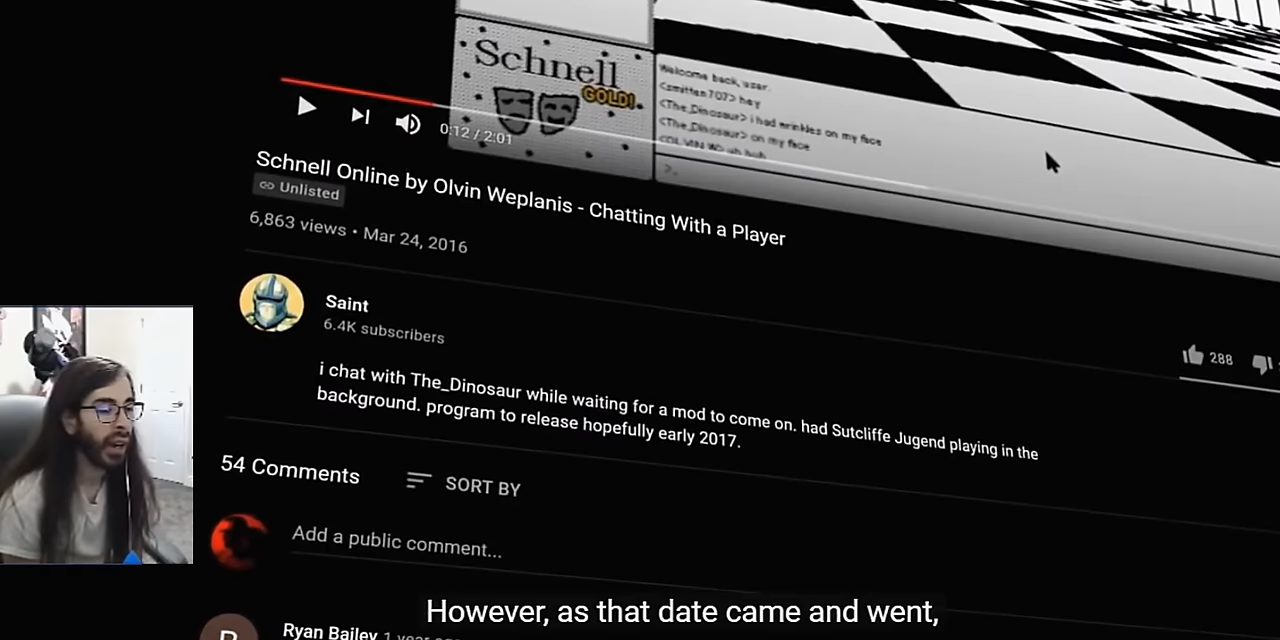 Schnell
GOLD!
Welcome back, user.
<smitten707> hey
<The_Dinosaur> i had wrinkles on my face
<The_Dinosaur> on my face
>_
0:12 / 2:01
Schnell Online by Olvin Weplanis - Chatting With a Player
Unlisted
6,863 views • Mar 24, 2016
Saint
6.4K subscribers
288
i chat with The_Dinosaur while waiting for a mod to come on. had Sutcliffe Jugend playing in the
background. program to release hopefully early 2017.
54 Comments
SORT BY
Add a public comment...
Ryan Bailey 1 year
However, as that date came and went,